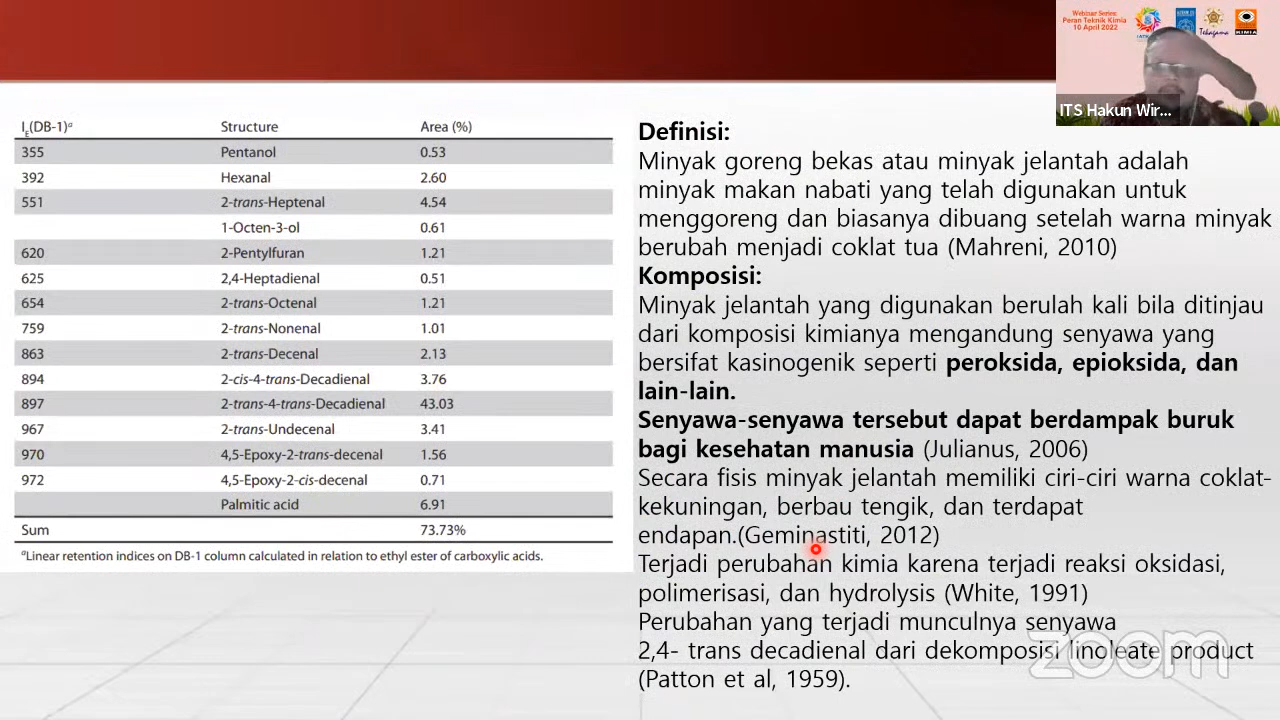 Webinar Series
Peran Teknik Kimia
10 April 2022
Tekagama
KIMIA
ITS Hakun Wir...
I_E(DB-1)ᵃ Structure Area (%)
355 Pentanol 0.53
392 Hexanal 2.60
551 2-trans-Heptenal 4.54
1-Octen-3-ol 0.61
620 2-Pentylfuran 1.21
625 2,4-Heptadienal 0.51
654 2-trans-Octenal 1.21
759 2-trans-Nonenal 1.01
863 2-trans-Decenal 2.13
894 2-cis-4-trans-Decadienal 3.76
897 2-trans-4-trans-Decadienal 43.03
967 2-trans-Undecenal 3.41
970 4,5-Epoxy-2-trans-decenal 1.56
972 4,5-Epoxy-2-cis-decenal 0.71
Palmitic acid 6.91
Sum 73.73%
ᵃLinear retention indices on DB-1 column calculated in relation to ethyl ester of carboxylic acids.
Definisi:
Minyak goreng bekas atau minyak jelantah adalah
minyak makan nabati yang telah digunakan untuk
menggoreng dan biasanya dibuang setelah warna minyak
berubah menjadi coklat tua (Mahreni, 2010)
Komposisi:
Minyak jelantah yang digunakan berulah kali bila ditinjau
dari komposisi kimianya mengandung senyawa yang
bersifat kasinogenik seperti peroksida, epioksida, dan
lain-lain.
Senyawa-senyawa tersebut dapat berdampak buruk
bagi kesehatan manusia (Julianus, 2006)
Secara fisis minyak jelantah memiliki ciri-ciri warna coklat-
kekuningan, berbau tengik, dan terdapat
endapan.(Geminastiti, 2012)
Terjadi perubahan kimia karena terjadi reaksi oksidasi,
polimerisasi, dan hydrolysis (White, 1991)
Perubahan yang terjadi munculnya senyawa
2,4- trans decadienal dari dekomposisi linoleate product
(Patton et al, 1959).
zoom